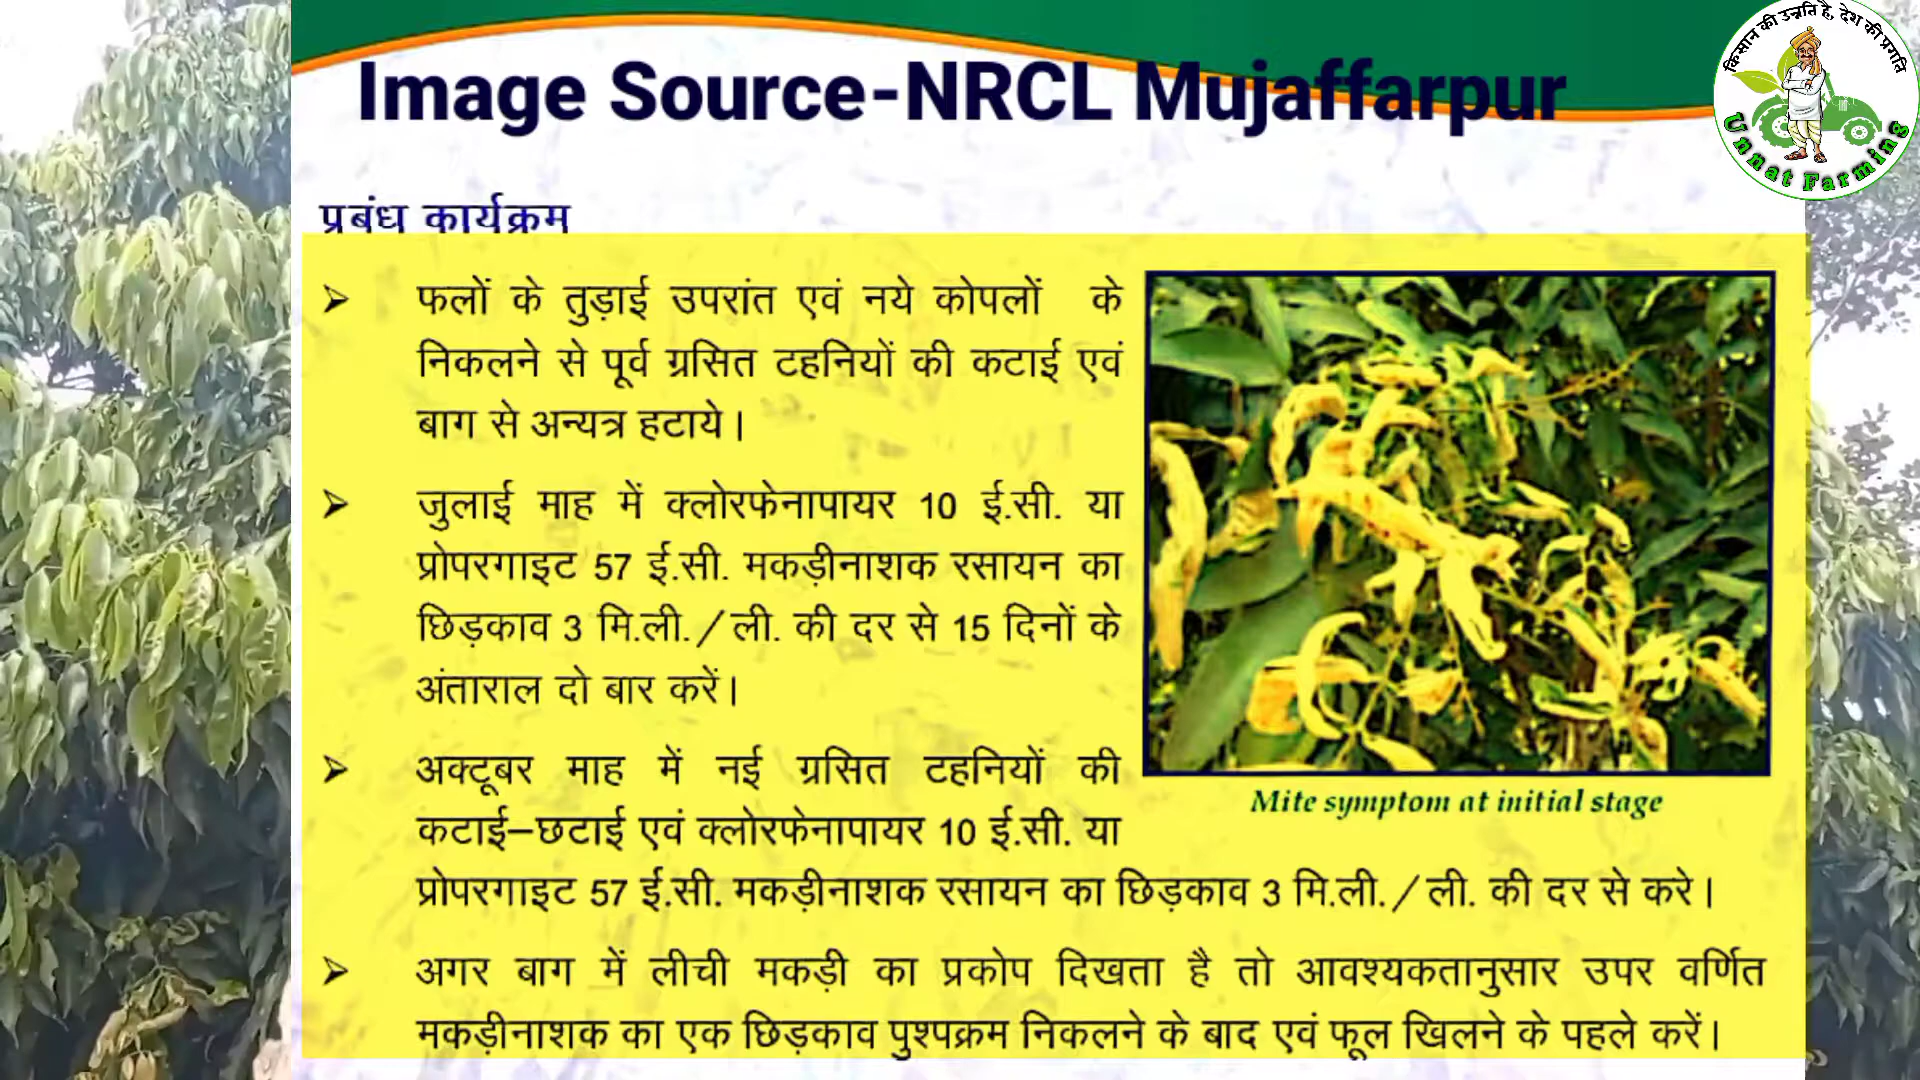 Image Source-NRCL Mujaffarpur
किसान की उन्नति है, देश की प्रगति
Unnat Farming
प्रबंध कार्यक्रम
➢ फलों के तुड़ाई उपरांत एवं नये कोपलों के
निकलने से पूर्व ग्रसित टहनियों की कटाई एवं
बाग से अन्यत्र हटाये।
➢ जुलाई माह में क्लोरफेनापायर 10 ई.सी. या
प्रोपरगाइट 57 ई.सी. मकड़ीनाशक रसायन का
छिड़काव 3 मि.ली./ली. की दर से 15 दिनों के
अंताराल दो बार करें।
➢ अक्टूबर माह में नई ग्रसित टहनियों की
कटाई–छटाई एवं क्लोरफेनापायर 10 ई.सी. या
प्रोपरगाइट 57 ई.सी. मकड़ीनाशक रसायन का छिड़काव 3 मि.ली./ली. की दर से करे।
Mite symptom at initial stage
➢ अगर बाग में लीची मकड़ी का प्रकोप दिखता है तो आवश्यकतानुसार उपर वर्णित
मकड़ीनाशक का एक छिड़काव पुश्पक्रम निकलने के बाद एवं फूल खिलने के पहले करें।